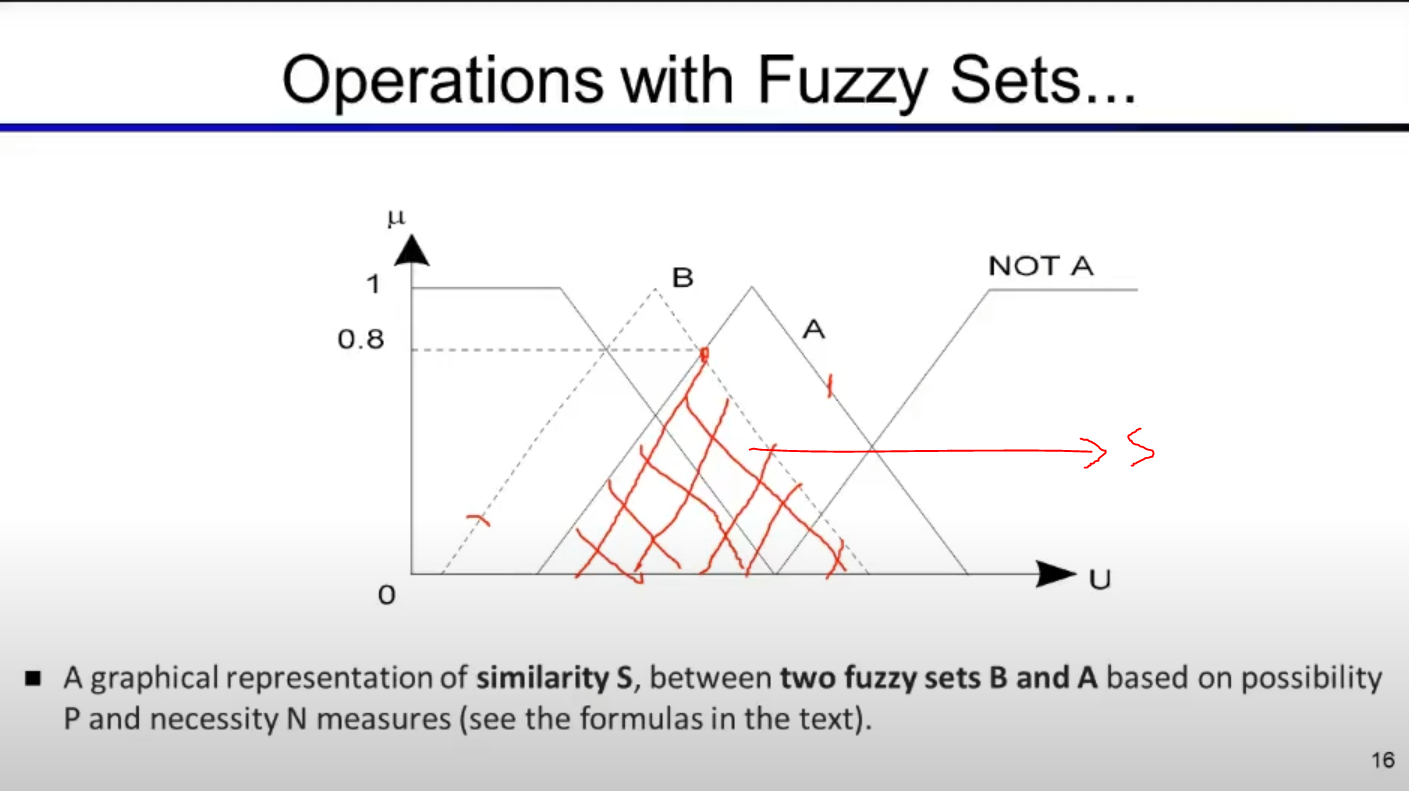 Operations with Fuzzy Sets...
μ
1
0.8
0
B
A
NOT A
S
U
■ A graphical representation of similarity S, between two fuzzy sets B and A based on possibility
P and necessity N measures (see the formulas in the text).
16